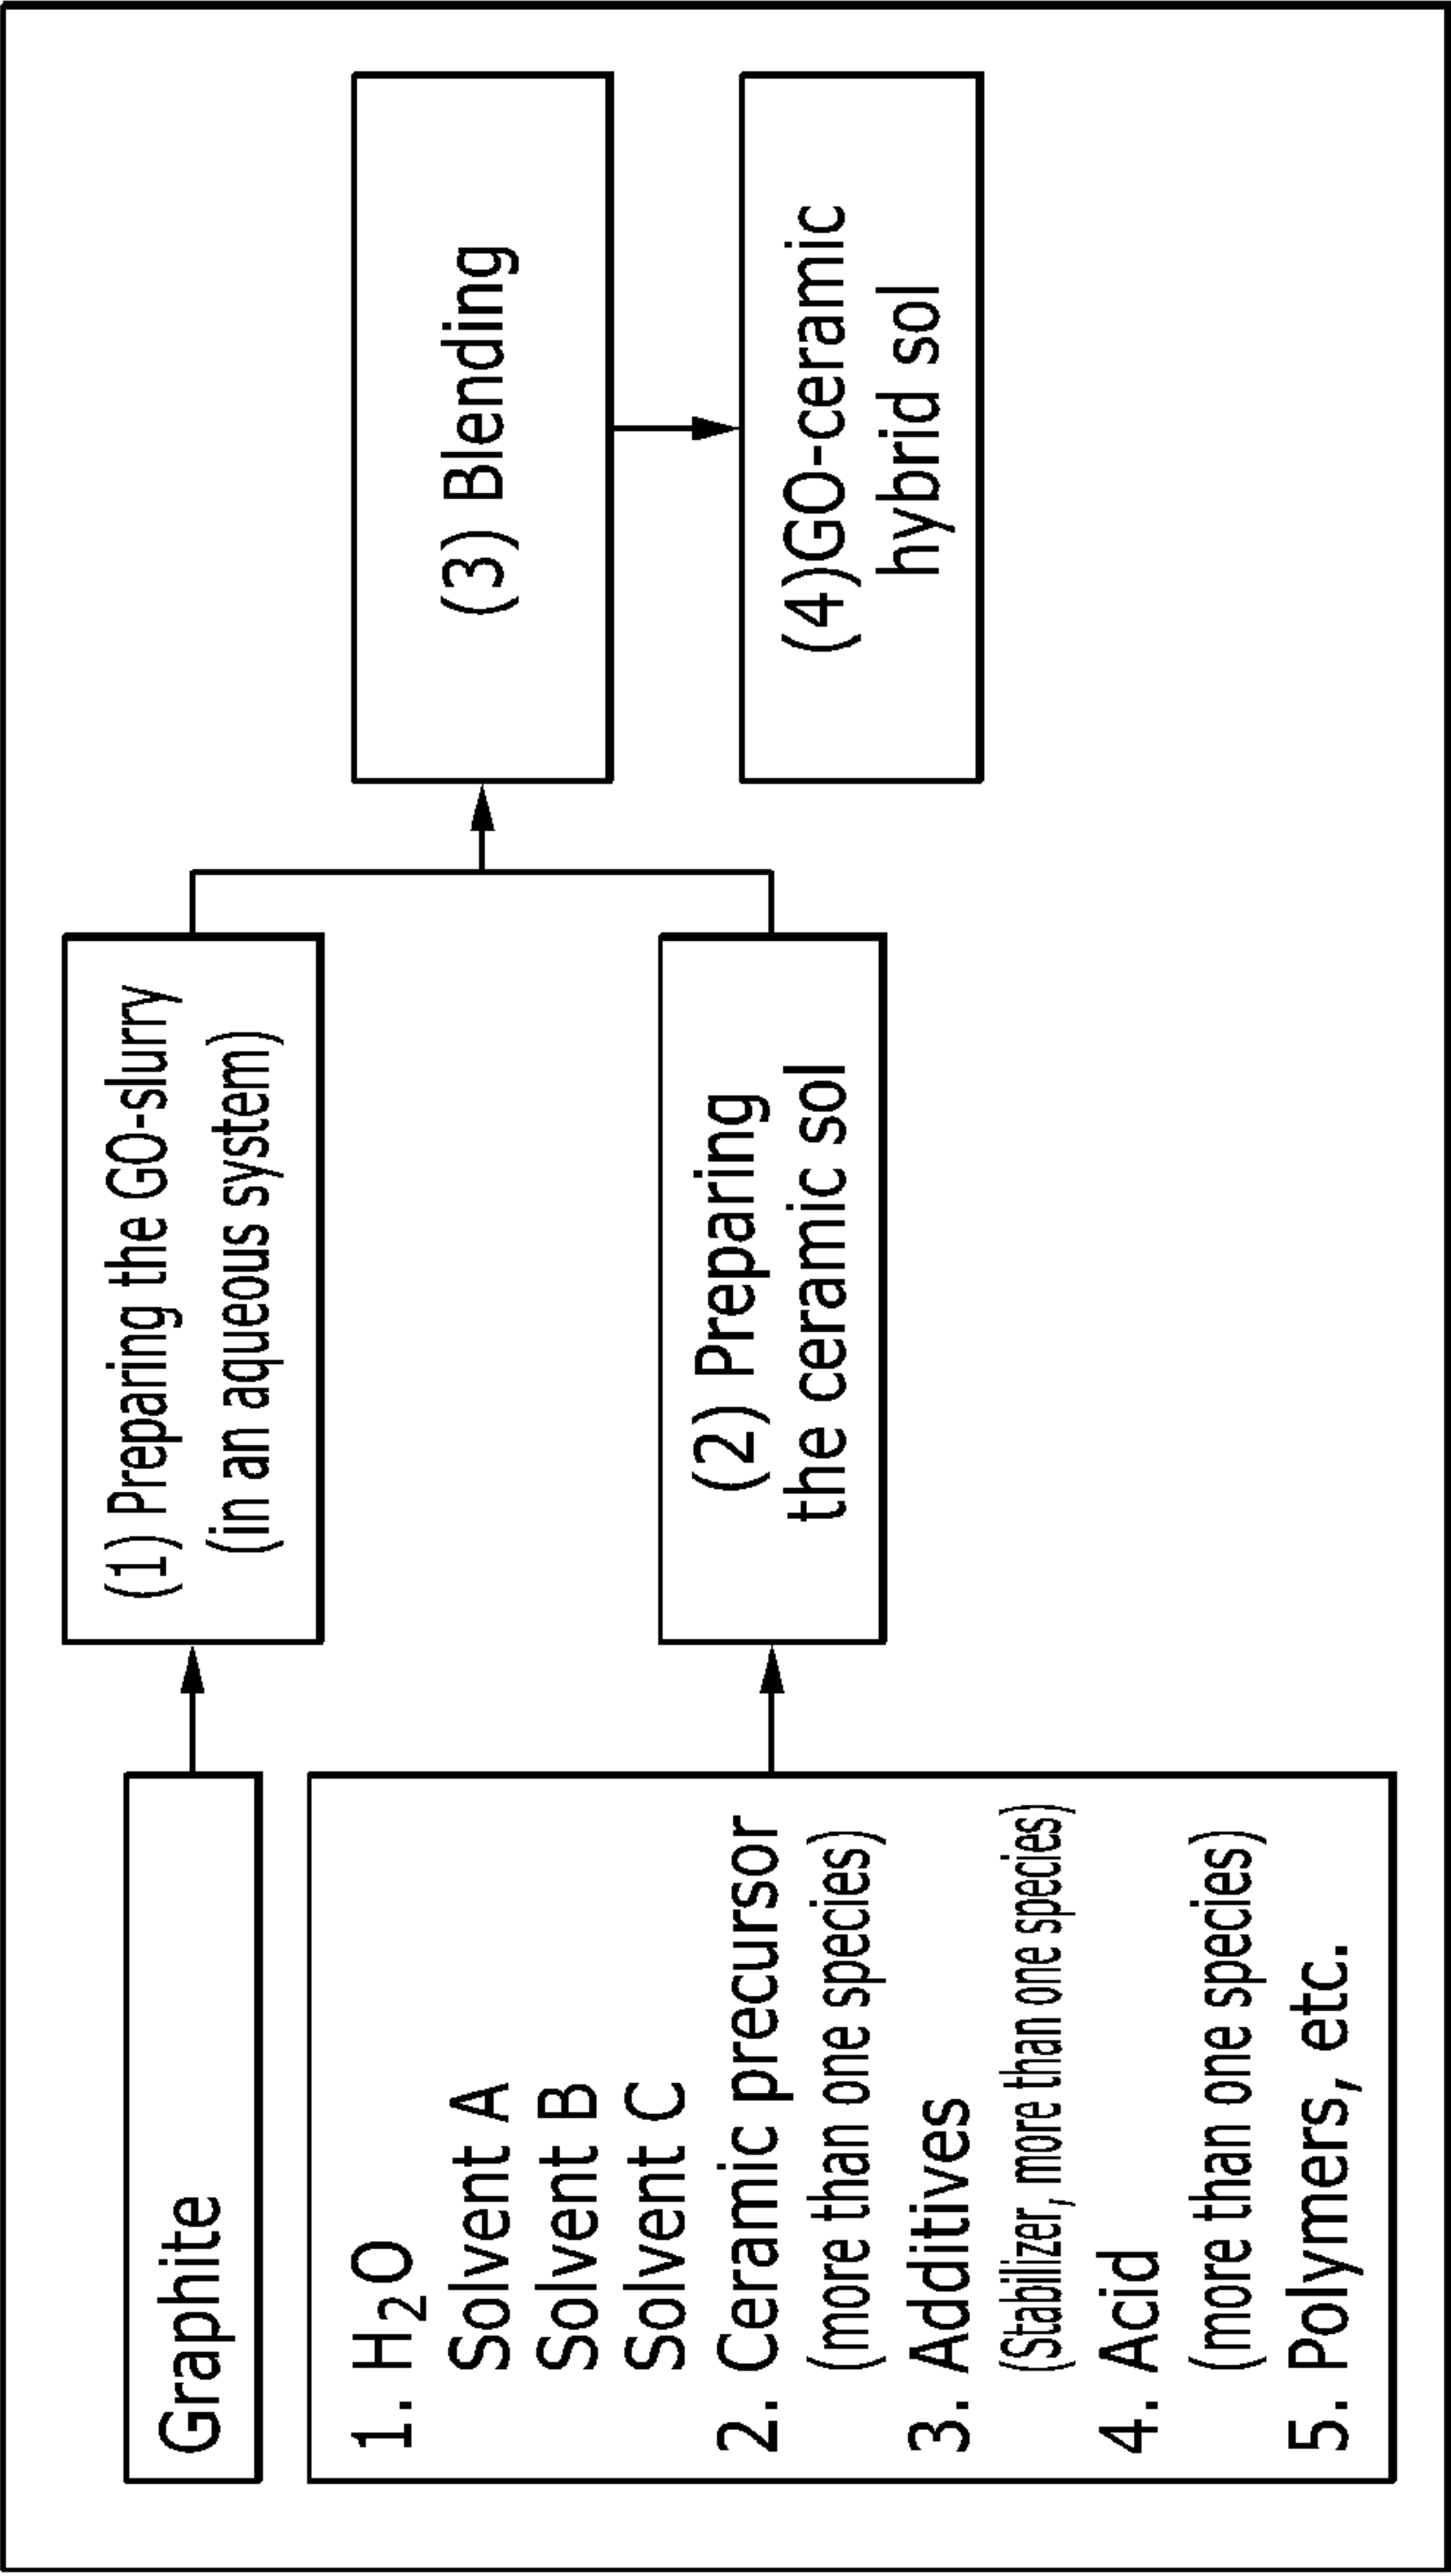 Graphite
1. H₂O
Solvent A
Solvent B
Solvent C
2. Ceramic precursor
(more than one species)
3. Additives
(Stabilizer, more than one species)
4. Acid
(more than one species)
5. Polymers, etc.
(1) Preparing the GO-slurry
(in an aqueous system)
(2) Preparing
the ceramic sol
(3) Blending
(4)GO-ceramic
hybrid sol